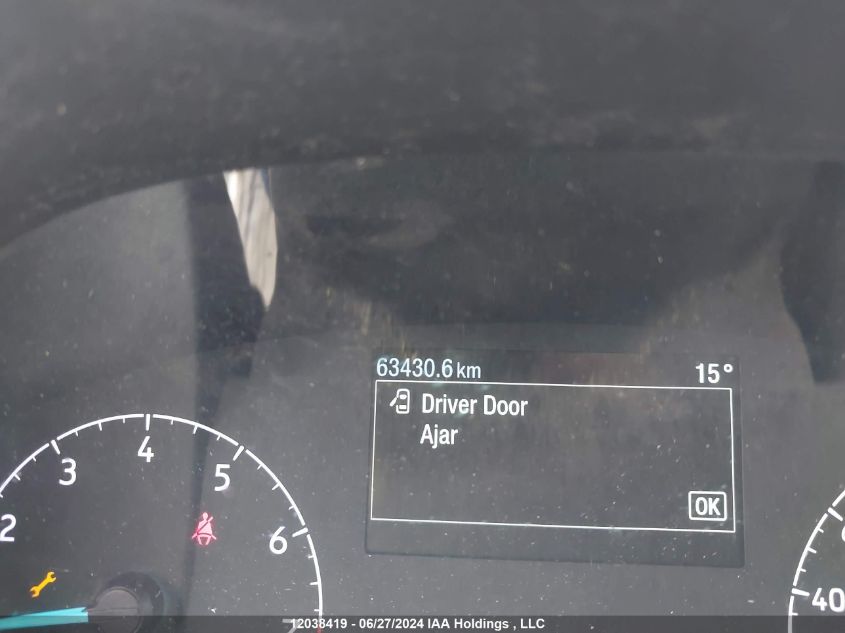 63430.6 km 15°
Driver Door
Ajar
OK
2 3 4 5 6
40
12038419 - 06/27/2024 IAA Holdings , LLC